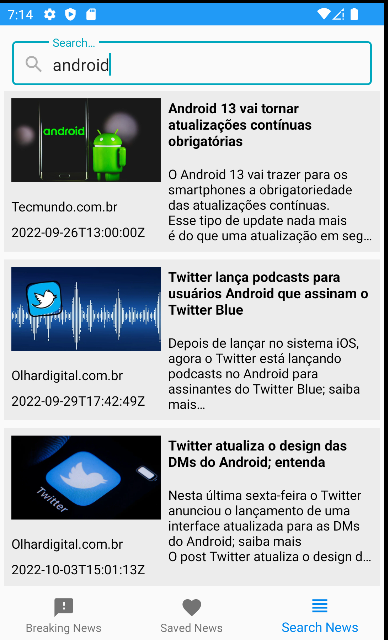 7:14
Search...
android
android
Android 13 vai tornar
atualizações contínuas
obrigatórias
O Android 13 vai trazer para os
smartphones a obrigatoriedade
das atualizações contínuas.
Esse tipo de update nada mais
é do que uma atualização em seg...
Tecmundo.com.br
2022-09-26T13:00:00Z
Twitter lança podcasts para
usuários Android que assinam o
Twitter Blue
Depois de lançar no sistema iOS,
agora o Twitter está lançando
podcasts no Android para
assinantes do Twitter Blue; saiba
mais...
Olhardigital.com.br
2022-09-29T17:42:49Z
Twitter
Twitter atualiza o design das
DMs do Android; entenda
Nesta última sexta-feira o Twitter
anunciou o lançamento de uma
interface atualizada para as DMs
do Android; saiba mais
O post Twitter atualiza o design d...
Olhardigital.com.br
2022-10-03T15:01:13Z
Breaking News
Saved News
Search News